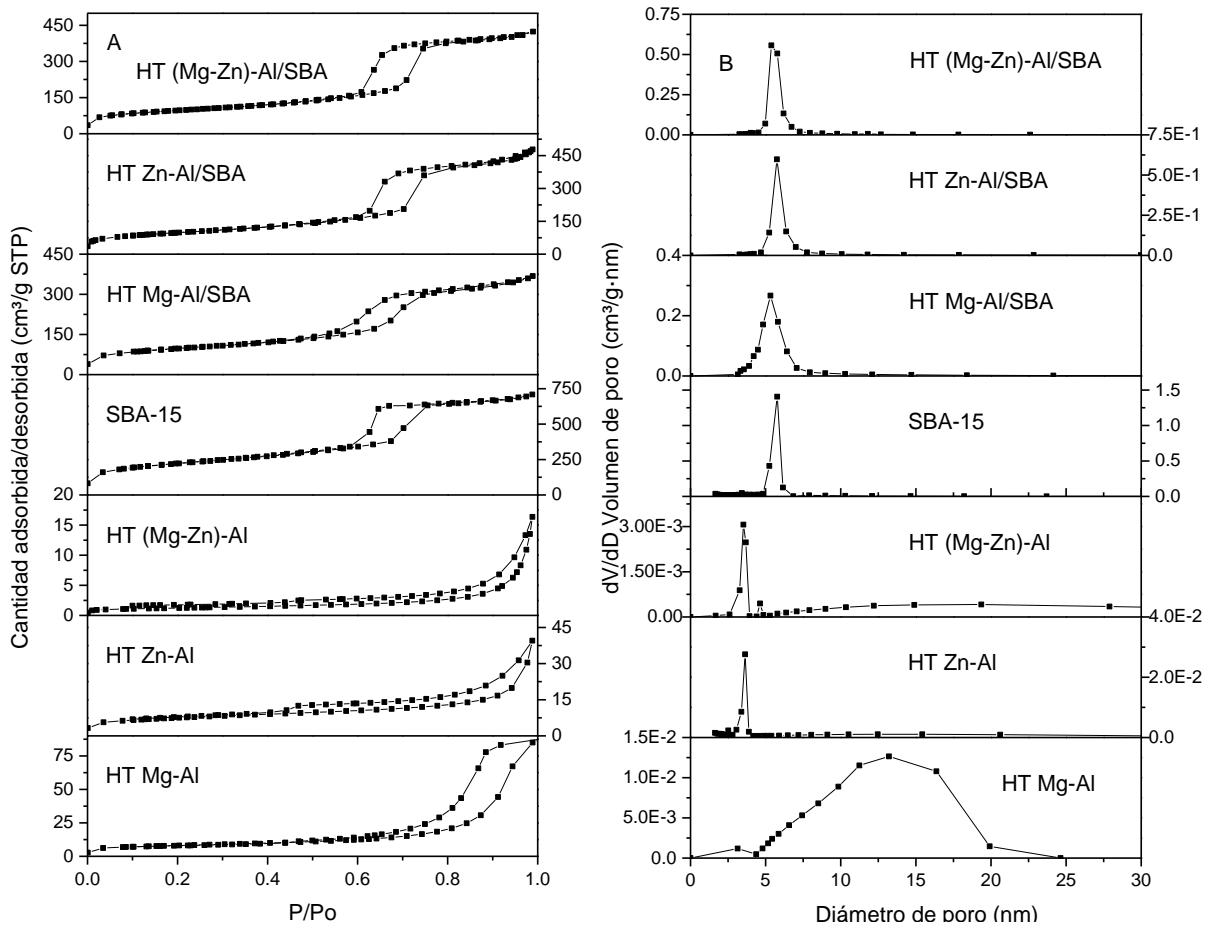 A
HT (Mg-Zn)-Al/SBA
450
300
150
0
HT Zn-Al/SBA
450
300
150
0
HT Mg-Al/SBA
450
300
150
0
SBA-15
750
500
250
0
HT (Mg-Zn)-Al
20
15
10
5
0
HT Zn-Al
45
30
15
0
HT Mg-Al
75
50
25
0
0.0 0.2 0.4 0.6 0.8 1.0
P/Po
Cantidad adsorbida/desorbida (cm³/g STP)
B
HT (Mg-Zn)-Al/SBA
0.75
0.50
0.25
0.00
HT Zn-Al/SBA
7.5E-1
5.0E-1
2.5E-1
0.0
HT Mg-Al/SBA
0.4
0.2
0.0
SBA-15
1.5
1.0
0.5
0.0
HT (Mg-Zn)-Al
3.00E-3
1.50E-3
0.00
HT Zn-Al
4.0E-2
2.0E-2
0.0
HT Mg-Al
1.5E-2
1.0E-2
5.0E-3
0.0
0 5 10 15 20 25 30
Diámetro de poro (nm)
dV/dD Volumen de poro (cm³/g·nm)